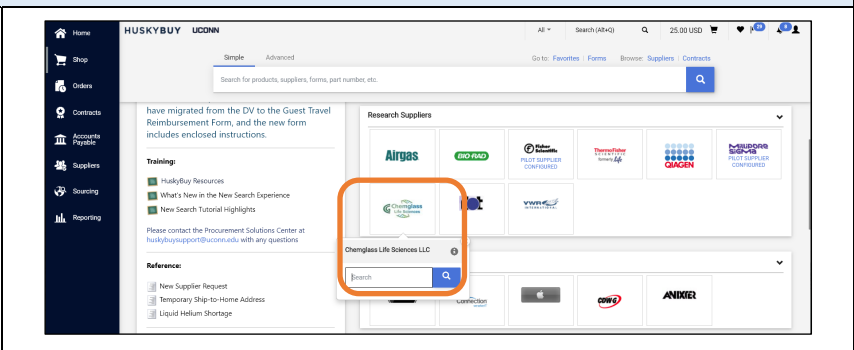 HUSKYBUY UCONN
All
Search (Alt+Q)
25.00 USD
Home
Shop
Orders
Contracts
Accounts
Payable
Suppliers
Sourcing
Reporting
Simple Advanced
Go to: Favorites | Forms Browse: Suppliers | Contracts
Search for products, suppliers, forms, part number, etc.
have migrated from the DV to the Guest Travel
Reimbursement Form, and the new form
includes enclosed instructions.
Training:
HuskyBuy Resources
What's New in the New Search Experience
New Search Tutorial Highlights
Please contact the Procurement Solutions Center at
huskybuysupport@uconn.edu with any questions
Reference:
New Supplier Request
Temporary Ship-to-Home Address
Liquid Helium Shortage
Research Suppliers
Airgas
BIO-RAD
Fisher
Scientific
PILOT SUPPLIER
CONFIGURED
ThermoFisher
SCIENTIFIC
formerly Life
QIAGEN
PILOT SUPPLIER
CONFIGURED
Chemglass
Life Sciences
VWR
INTERNATIONAL
Chemglass Life Sciences LLC
Search
Connection
CDWG
ANIXTER